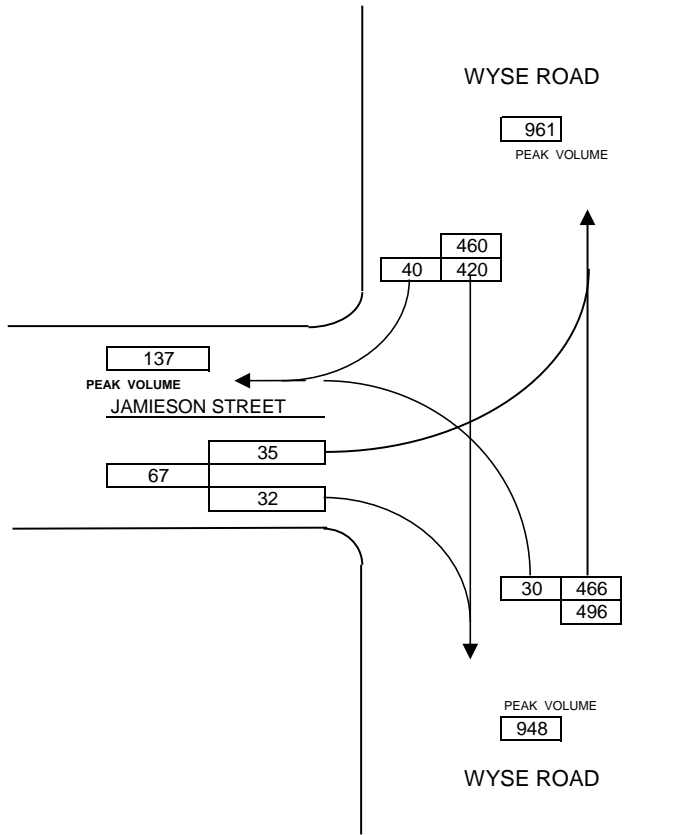 WYSE ROAD
961
PEAK VOLUME
460
40 420
137
PEAK VOLUME
JAMIESON STREET
35
67
32
30 466
496
PEAK VOLUME
948
WYSE ROAD